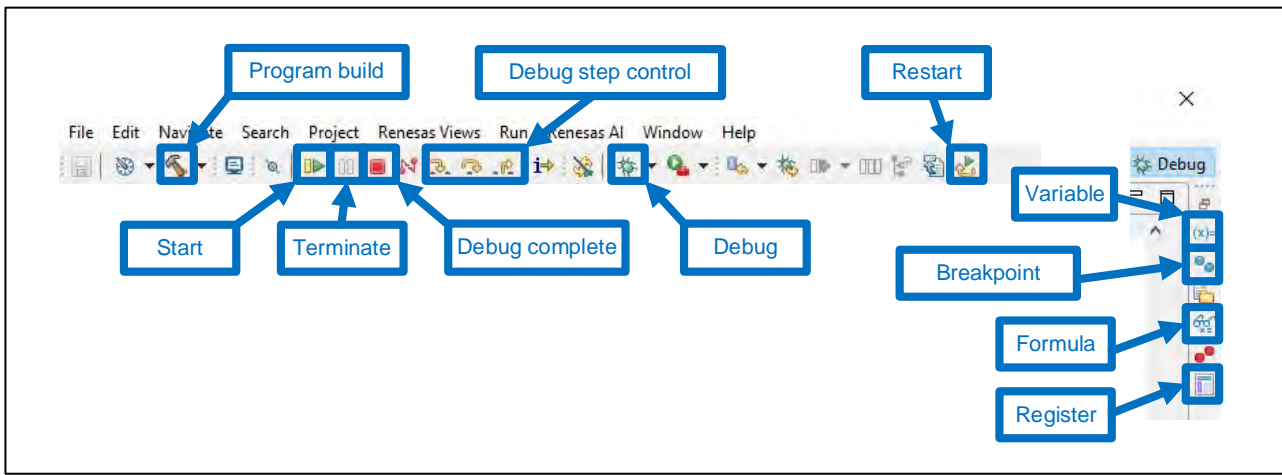 Program build
Debug step control
Restart
File Edit Navigate Search Project Renesas Views Run Renesas AI Window Help
Debug
Variable
(x)=
Start
Terminate
Debug complete
Debug
Breakpoint
Formula
Register